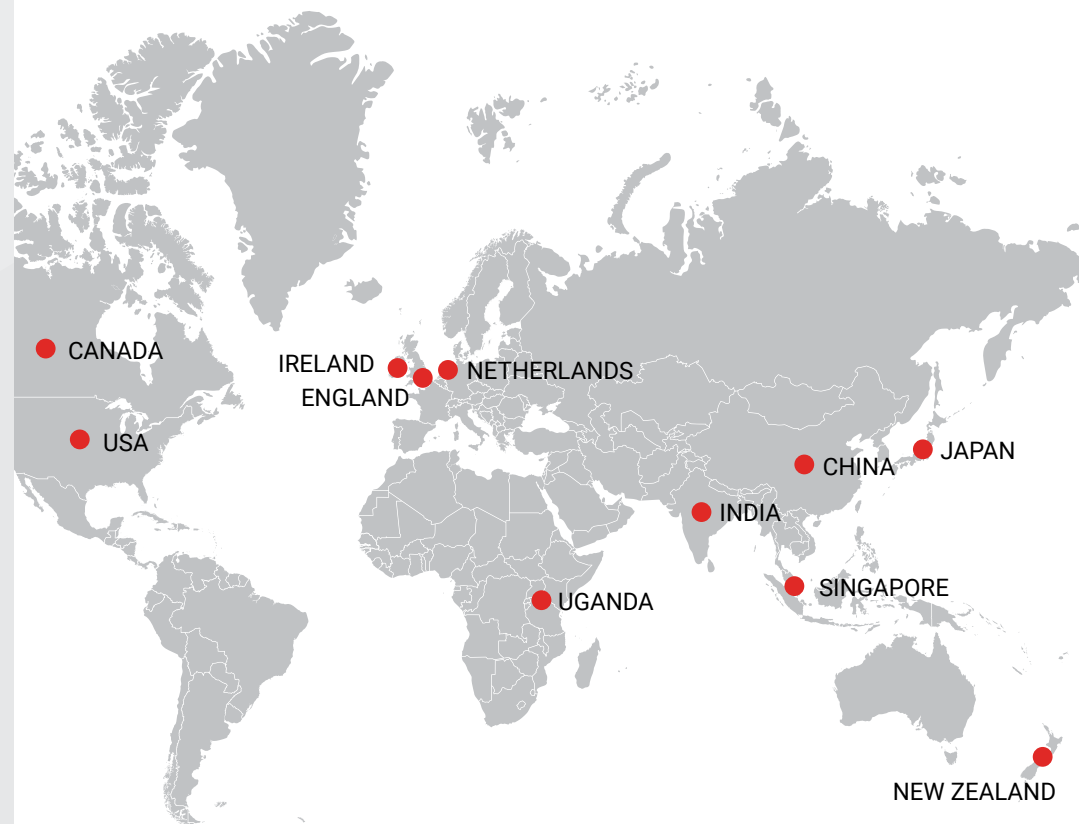 CANADA
IRELAND
NETHERLANDS
ENGLAND
USA
JAPAN
CHINA
INDIA
SINGAPORE
UGANDA
NEW ZEALAND